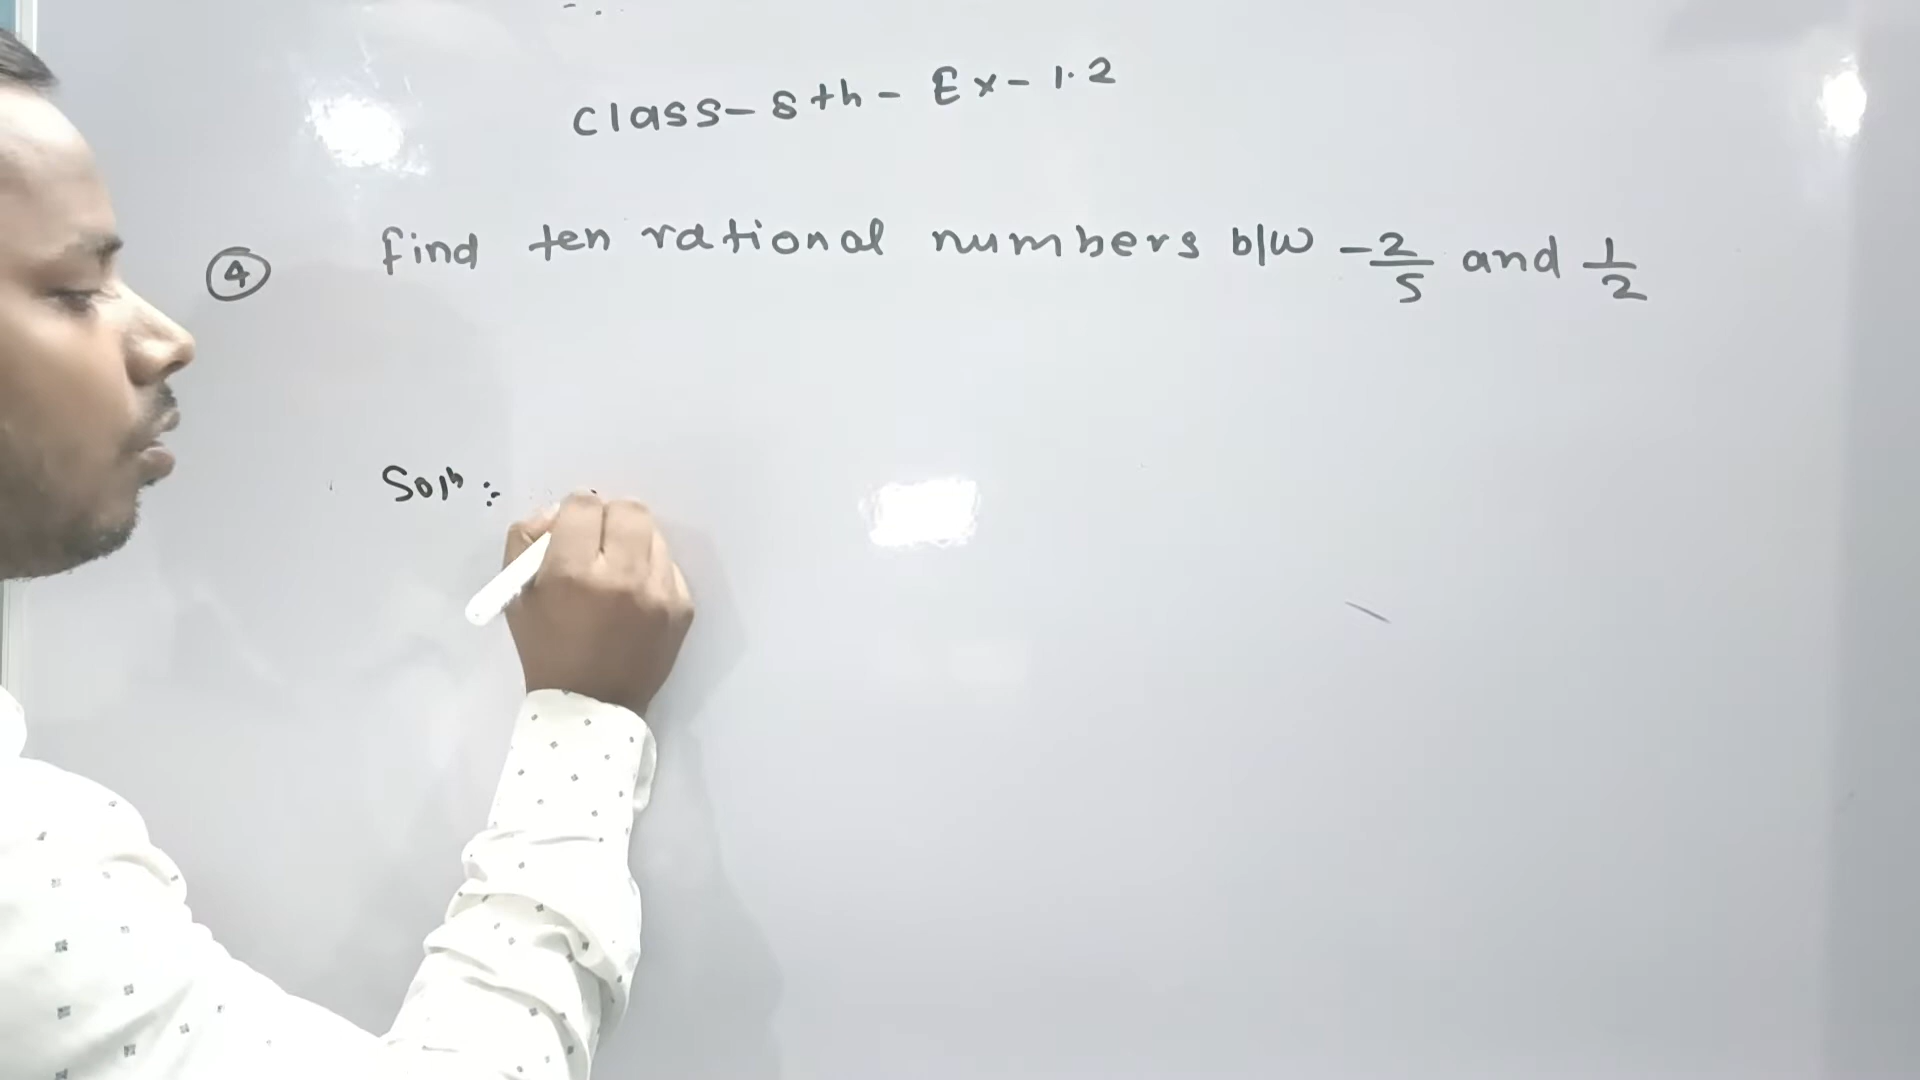 Class-8th-Ex-1.2
④ find ten rational numbers b/w -2/5 and 1/2
Solⁿ :-